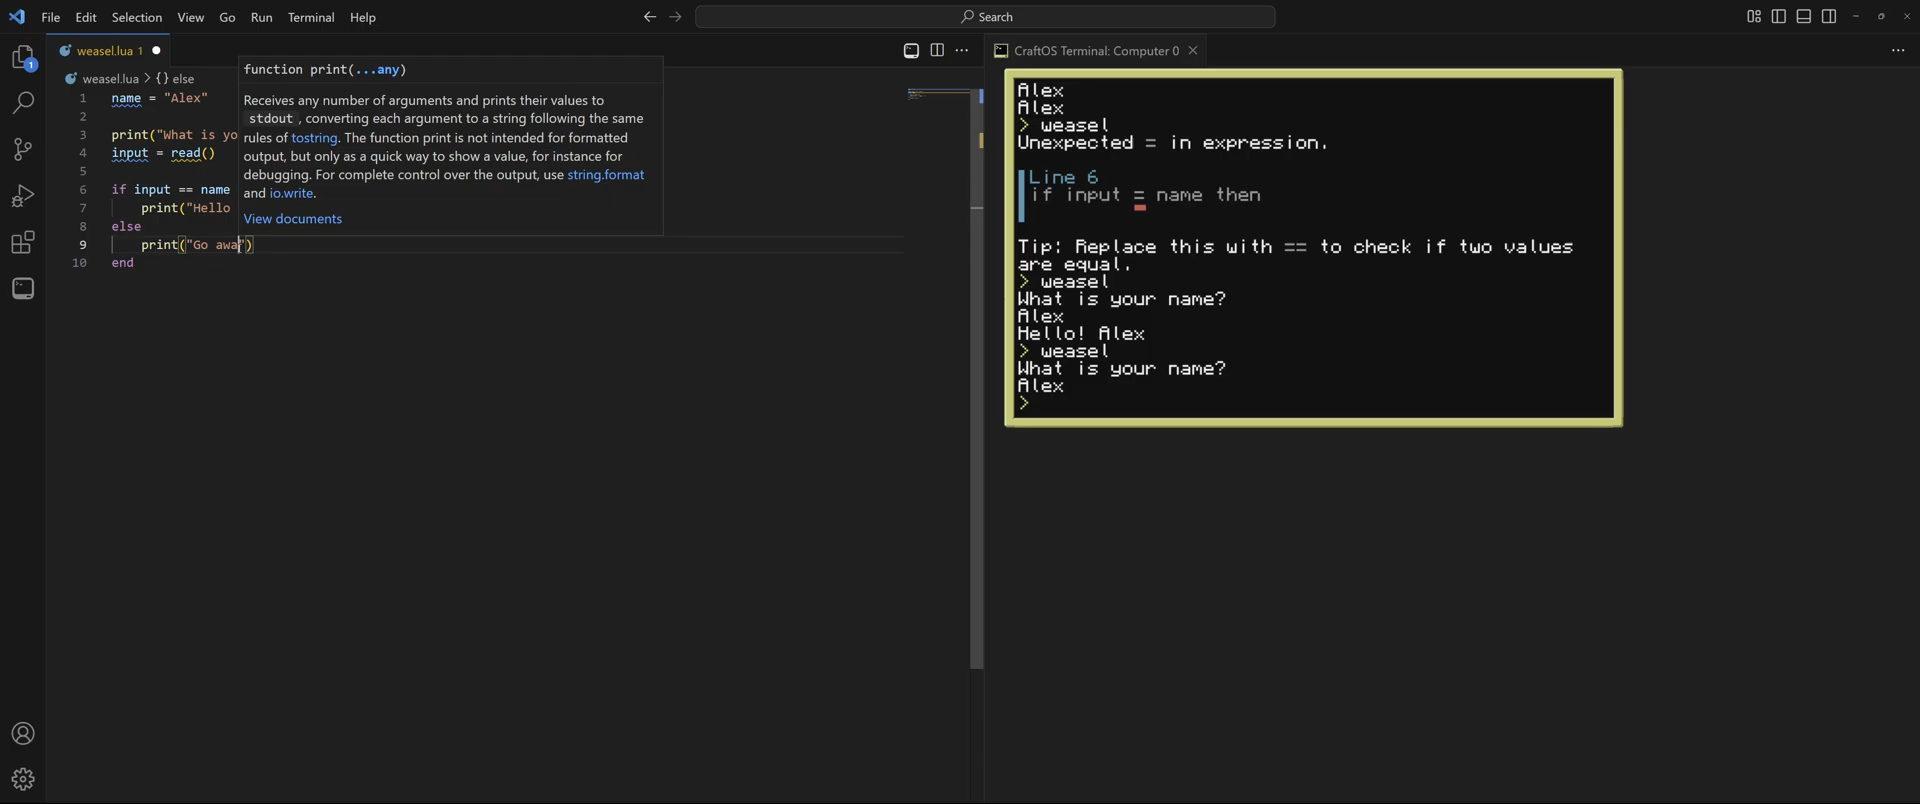 File Edit Selection View Go Run Terminal Help
Search
weasel.lua 1
CraftOS Terminal: Computer 0
weasel.lua > {} else
1 name = "Alex"
2
3 print("What is yo
4 input = read()
5
6 if input == name
7 print("Hello
8 else
9 print("Go awa")
10 end
function print(...any)
Receives any number of arguments and prints their values to
stdout , converting each argument to a string following the same
rules of tostring. The function print is not intended for formatted
output, but only as a quick way to show a value, for instance for
debugging. For complete control over the output, use string.format
and io.write.
View documents
1
Alex
Alex
> weasel
Unexpected = in expression.
Line 6
if input = name then
Tip: Replace this with == to check if two values
are equal.
> weasel
What is your name?
Alex
Hello! Alex
> weasel
What is your name?
Alex
>